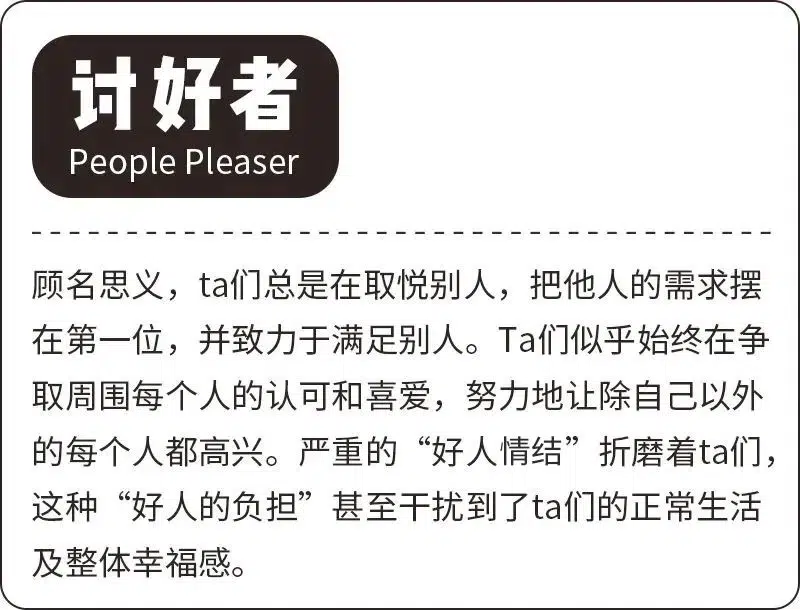 讨好者
People Pleaser
顾名思义，ta们总是在取悦别人，把他人的需求摆
在第一位，并致力于满足别人。Ta们似乎始终在争
取周围每个人的认可和喜爱，努力地让除自己以外
的每个人都高兴。严重的“好人情结”折磨着ta们，
这种“好人的负担”甚至干扰到了ta们的正常生活
及整体幸福感。